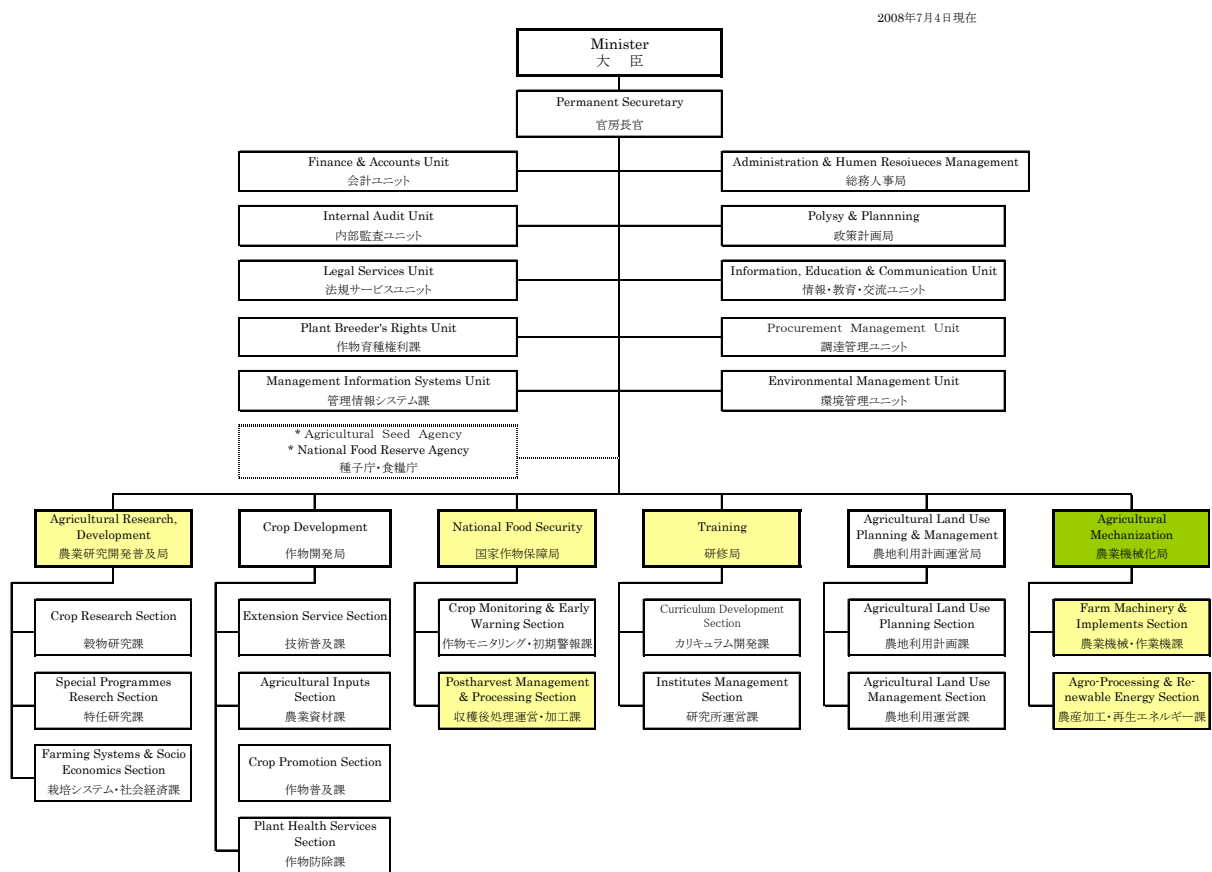 2008年7月4日現在
Minister
大 臣
Permanent Securetary
官房長官
Finance & Accounts Unit
会計ユニット
Administration & Human Resoiueces Management
総務人事局
Internal Audit Unit
内部監査ユニット
Polysy & Plannning
政策計画局
Legal Services Unit
法規サービスユニット
Information, Education & Communication Unit
情報・教育・交流ユニット
Plant Breeder's Rights Unit
作物育種権利課
Procurement Management Unit
調達管理ユニット
Management Information Systems Unit
管理情報システム課
Environmental Management Unit
環境管理ユニット
* Agricultural Seed Agency
* National Food Reserve Agency
種子庁・食糧庁
Agricultural Research,
Development
農業研究開発普及局
Crop Development
作物開発局
National Food Security
国家作物保障局
Training
研修局
Agricultural Land Use
Planning & Management
農地利用計画運営局
Agricultural
Mechanization
農業機械化局
Crop Research Section
穀物研究課
Extension Service Section
技術普及課
Crop Monitoring & Early
Warning Section
作物モニタリング・初期警報課
Curriculum Development
Section
カリキュラム開発課
Agricultural Land Use
Planning Section
農地利用計画課
Farm Machinery &
Implements Section
農業機械・作業機課
Special Programmes
Reserch Section
特任研究課
Agricultural Inputs
Section
農業資材課
Postharvest Management
& Processing Section
収穫後処理運営・加工課
Institutes Management
Section
研究所運営課
Agricultural Land Use
Management Section
農地利用運営課
Agro-Processing & Re-
newable Energy Section
農産加工・再生エネルギー課
Farming Systems & Socio
Economics Section
栽培システム・社会経済課
Crop Promotion Section
作物普及課
Plant Health Services
Section
作物防除課